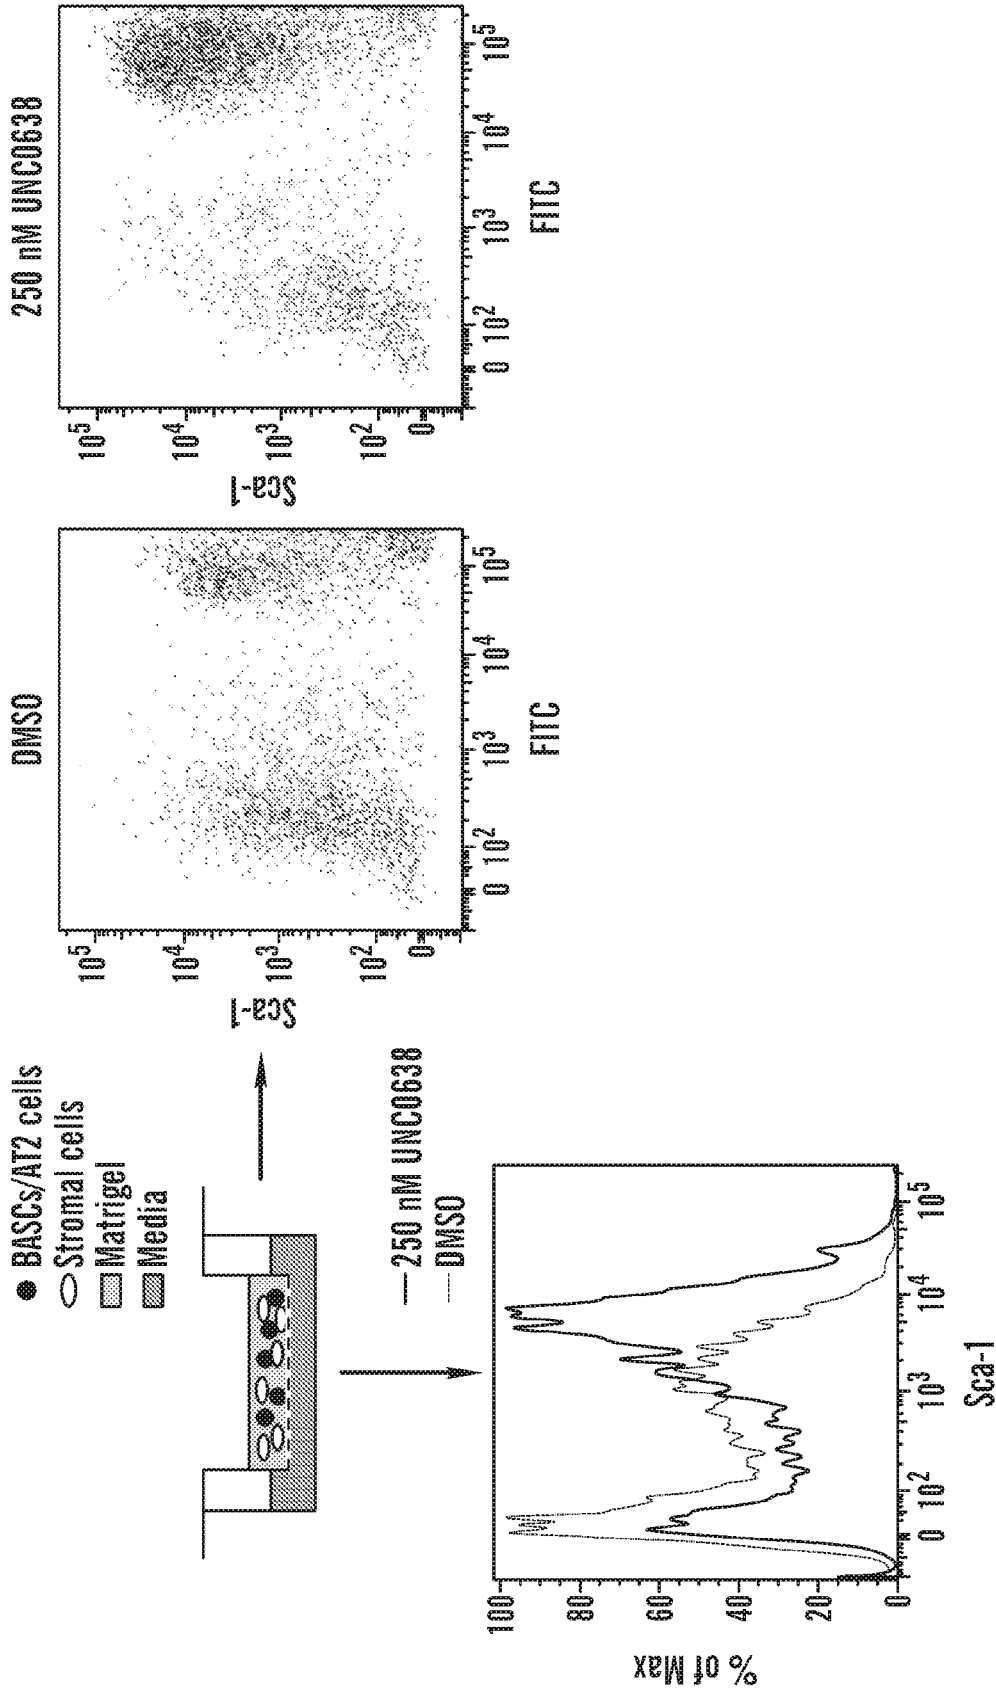 BASCs/AT2 cells
Stromal cells
Matrigel
Media
DMSO
10⁵
10⁴
10³
10²
0
Sca-1
0 10² 10³ 10⁴ 10⁵
FITC
250 nM UNC0638
10⁵
10⁴
10³
10²
0
Sca-1
0 10² 10³ 10⁴ 10⁵
FITC
250 nM UNC0638
DMSO
100
80
60
40
20
0
% of Max
0 10² 10³ 10⁴ 10⁵
Sca-1